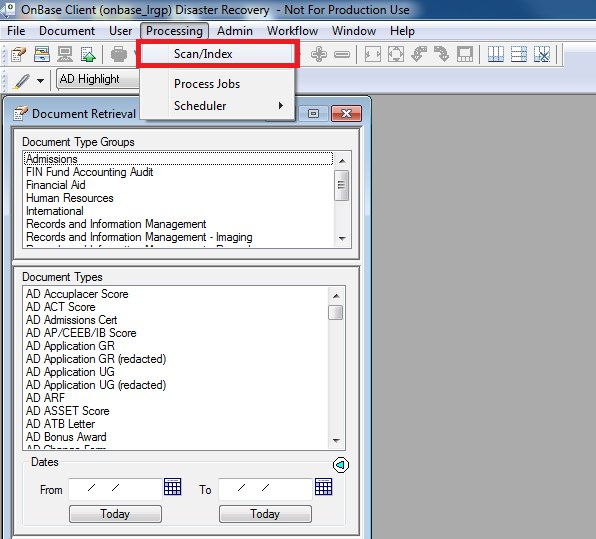 OnBase Client (onbase_lrgp) Disaster Recovery - Not For Production Use
File Document User Processing Admin Workflow Window Help
Scan/Index
AD Highlight
Process Jobs
Scheduler
Document Retrieval
Document Type Groups
Admissions
FIN Fund Accounting Audit
Financial Aid
Human Resources
International
Records and Information Management
Records and Information Management - Imaging
Document Types
AD Accuplacer Score
AD ACT Score
AD Admissions Cert
AD AP/CEEB/IB Score
AD Application GR
AD Application GR (redacted)
AD Application UG
AD Application UG (redacted)
AD ARF
AD ASSET Score
AD ATB Letter
AD Bonus Award
Dates
From / / To / /
Today Today